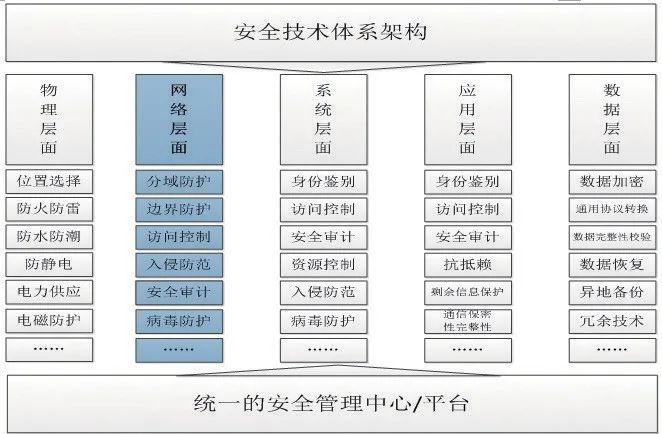 安全技术体系架构
物理层面
网络层面
系统层面
应用层面
数据层面
位置选择
分域防护
身份鉴别
身份鉴别
数据加密
防火防雷
边界防护
访问控制
访问控制
通用协议转换
防水防潮
访问控制
安全审计
安全审计
数据完整性校验
防静电
入侵防范
资源控制
抗抵赖
数据恢复
电力供应
安全审计
入侵防范
剩余信息保护
异地备份
电磁防护
病毒防护
病毒防护
通信保密
性完整性
冗余技术
……
……
……
……
……
统一的安全管理中心/平台